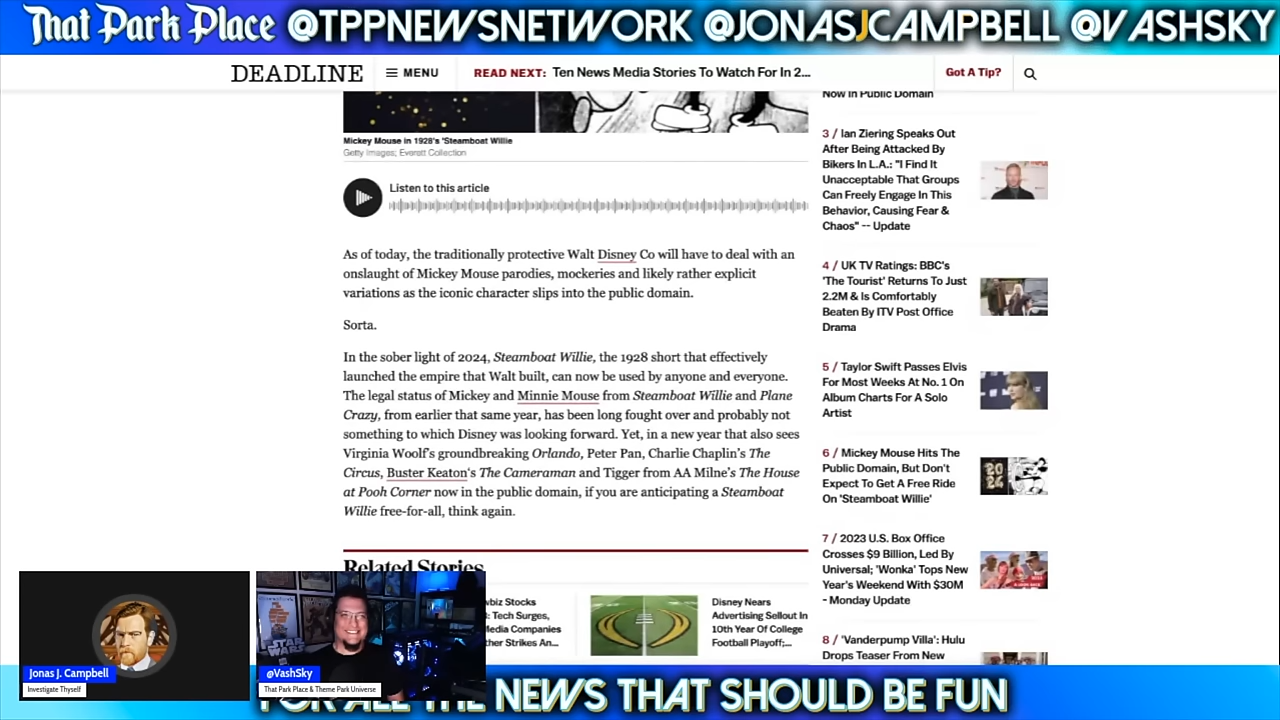 That Park Place @TPPNEWSNETWORK @JONASJCAMPBELL @VASHSKY
DEADLINE
MENU
READ NEXT: Ten News Media Stories To Watch For In 2...
Got A Tip?
Mickey Mouse in 1928's 'Steamboat Willie
Getty Images; Everett Collection
Listen to this article
As of today, the traditionally protective Walt Disney Co will have to deal with an
onslaught of Mickey Mouse parodies, mockeries and likely rather explicit
variations as the iconic character slips into the public domain.
Sorta.
In the sober light of 2024, Steamboat Willie, the 1928 short that effectively
launched the empire that Walt built, can now be used by anyone and everyone.
The legal status of Mickey and Minnie Mouse from Steamboat Willie and Plane
Crazy, from earlier that same year, has been long fought over and probably not
something to which Disney was looking forward. Yet, in a new year that also sees
Virginia Woolf's groundbreaking Orlando, Peter Pan, Charlie Chaplin's The
Circus, Buster Keaton's The Cameraman and Tigger from AA Milne's The House
at Pooh Corner now in the public domain, if you are anticipating a Steamboat
Willie free-for-all, think again.
Related Stories
Stocks
Tech Surges,
Media Companies
Strikes An...
Disney Nears
Advertising Sellout In
10th Year Of College
Football Playoff;...
Now In Public Domain
3 / Ian Ziering Speaks Out
After Being Attacked By
Bikers In L.A.: "I Find It
Unacceptable That Groups
Can Freely Engage In This
Behavior, Causing Fear &
Chaos" -- Update
4 / UK TV Ratings: BBC's
'The Tourist' Returns To Just
2.2M & Is Comfortably
Beaten By ITV Post Office
Drama
5 / Taylor Swift Passes Elvis
For Most Weeks At No. 1 On
Album Charts For A Solo
Artist
6 / Mickey Mouse Hits The
Public Domain, But Don't
Expect To Get A Free Ride
On 'Steamboat Willie'
2024
7 / 2023 U.S. Box Office
Crosses $9 Billion, Led By
Universal; 'Wonka' Tops New
Year's Weekend With $30M
- Monday Update
8 / 'Vanderpump Villa': Hulu
Drops Teaser From New
STAR WARS
Jonas J. Campbell
Investigate Thyself
@VashSky
That Park Place & Theme Park Universe
FOR ALL THE NEWS THAT SHOULD BE FUN